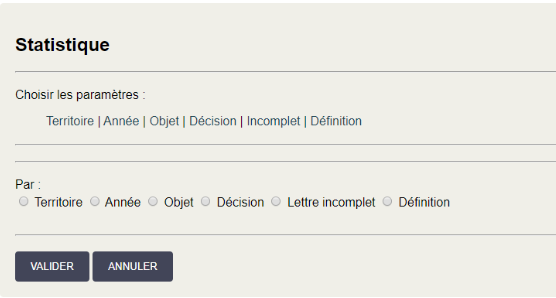 Statistique
Choisir les paramètres :
Territoire | Année | Objet | Décision | Incomplet | Définition
Par :
Territoire Année Objet Décision Lettre incomplet Définition
VALIDER ANNULER